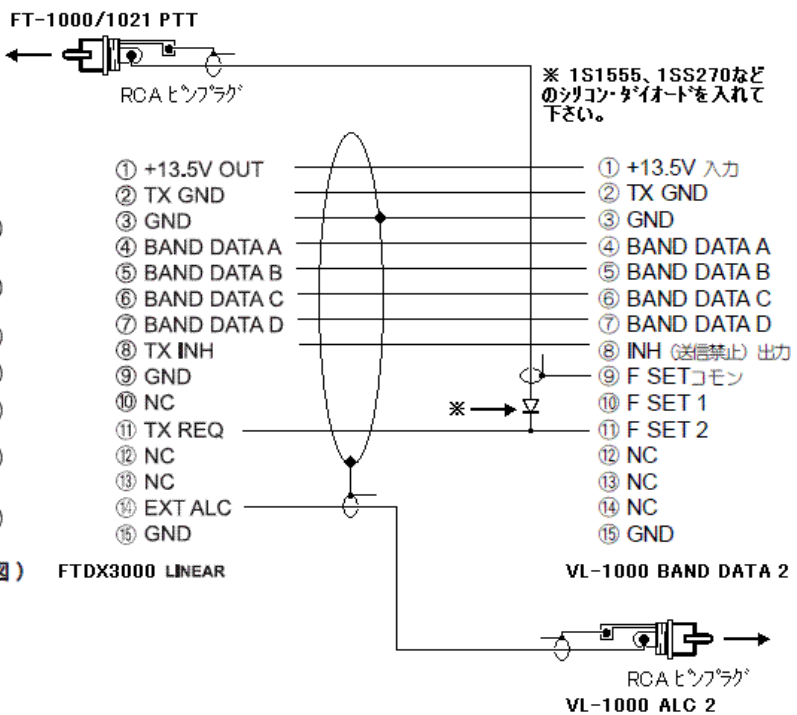 FT-1000/1021 PTT
RCA ピンプラグ
※ 1S1555、1SS270など
のシリコン・ダイオードを入れて
下さい。
① +13.5V OUT
② TX GND
③ GND
④ BAND DATA A
⑤ BAND DATA B
⑥ BAND DATA C
⑦ BAND DATA D
⑧ TX INH
⑨ GND
⑩ NC
⑪ TX REQ
⑫ NC
⑬ NC
⑭ EXT ALC
⑮ GND
① +13.5V 入力
② TX GND
③ GND
④ BAND DATA A
⑤ BAND DATA B
⑥ BAND DATA C
⑦ BAND DATA D
⑧ INH (送信禁止) 出力
⑨ F SETコモン
⑩ F SET 1
⑪ F SET 2
⑫ NC
⑬ NC
⑭ NC
⑮ GND
※
図) FTDX3000 LINEAR
VL-1000 BAND DATA 2
RCA ピンプラグ
VL-1000 ALC 2